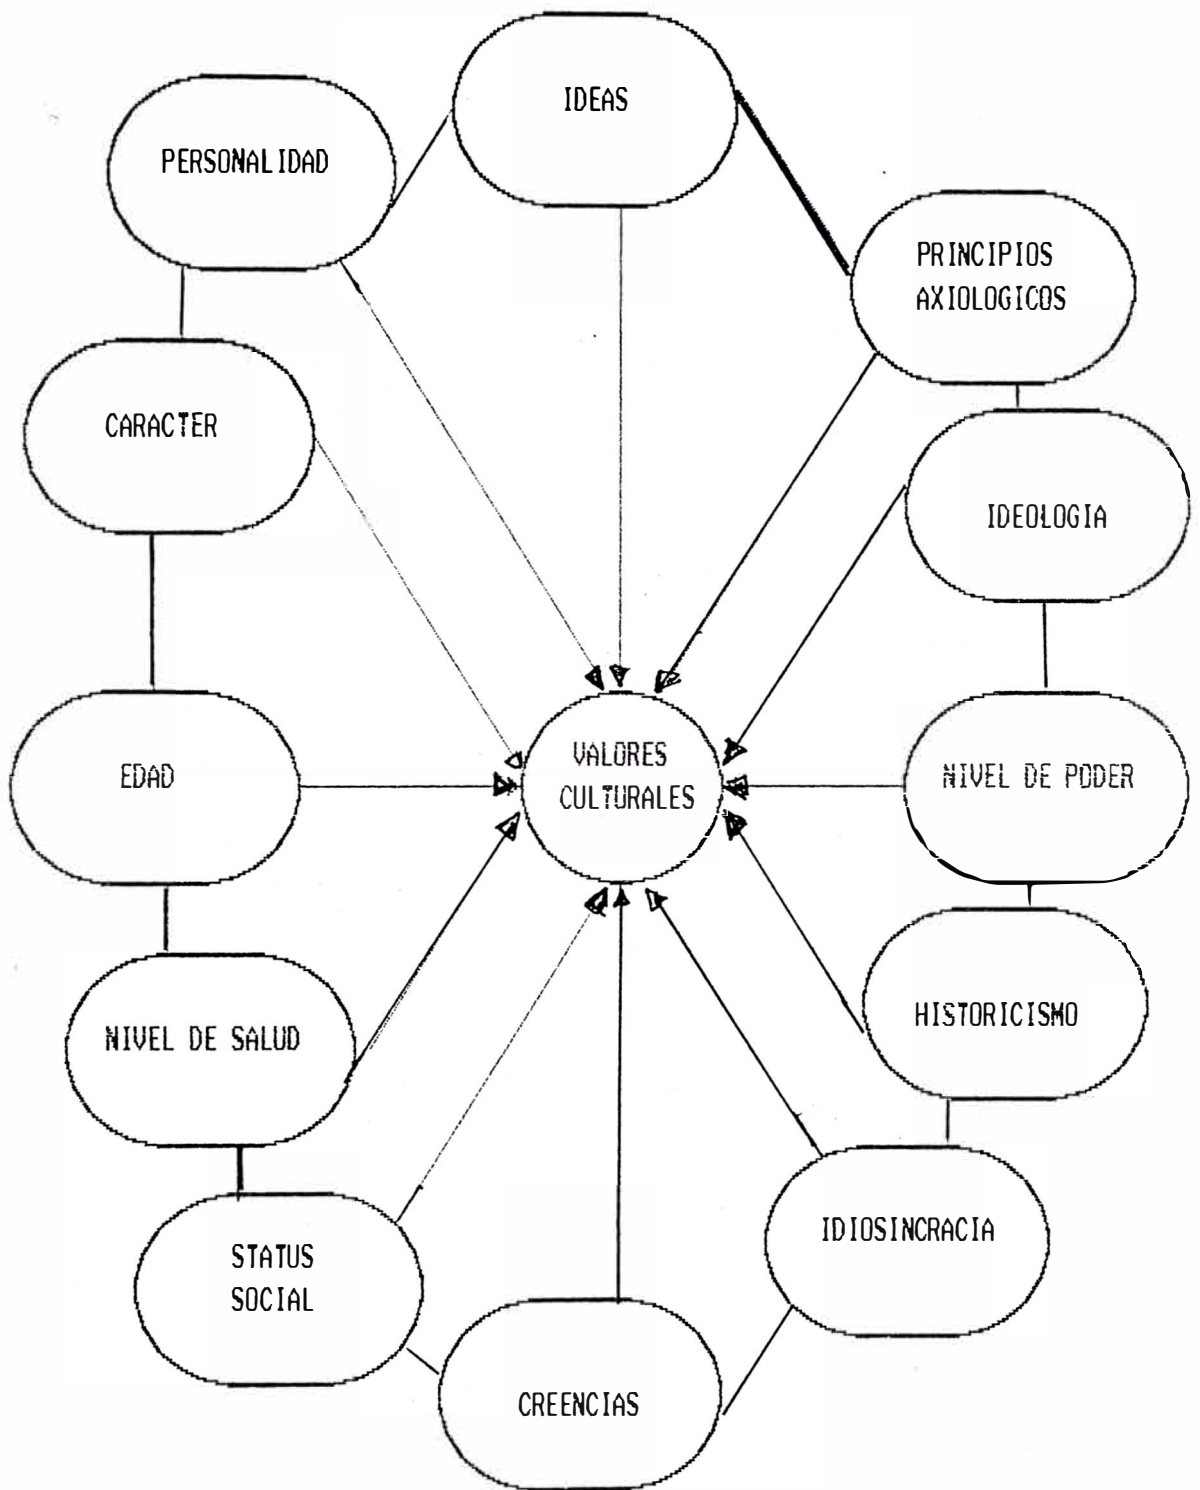 IDEAS
PERSONALIDAD
PRINCIPIOS
AXIOLOGICOS
CARACTER
IDEOLOGIA
VALORES
CULTURALES
EDAD
NIVEL DE PODER
HISTORICISMO
NIVEL DE SALUD
IDIOSINCRACIA
STATUS
SOCIAL
CREENCIAS